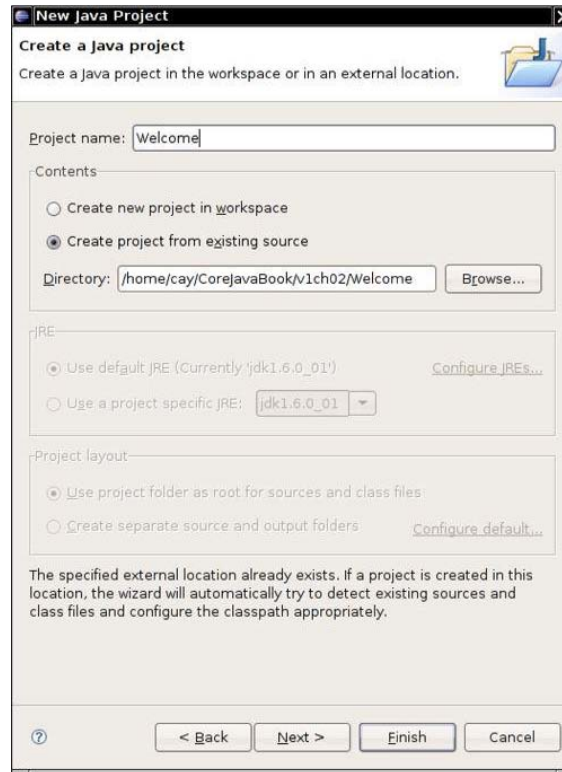 New Java Project
Create a Java project
Create a Java project in the workspace or in an external location.
Project name: Welcome
Contents
Create new project in workspace
Create project from existing source
Directory: /home/cay/CoreJavaBook/v1ch02/Welcome Browse...
JRE
Use default JRE (Currently 'jdk1.6.0_01') Configure JREs...
Use a project specific JRE: jdk1.6.0_01
Project layout
Use project folder as root for sources and class files
Create separate source and output folders Configure default...
The specified external location already exists. If a project is created in this
location, the wizard will automatically try to detect existing sources and
class files and configure the classpath appropriately.
? < Back Next > Finish Cancel